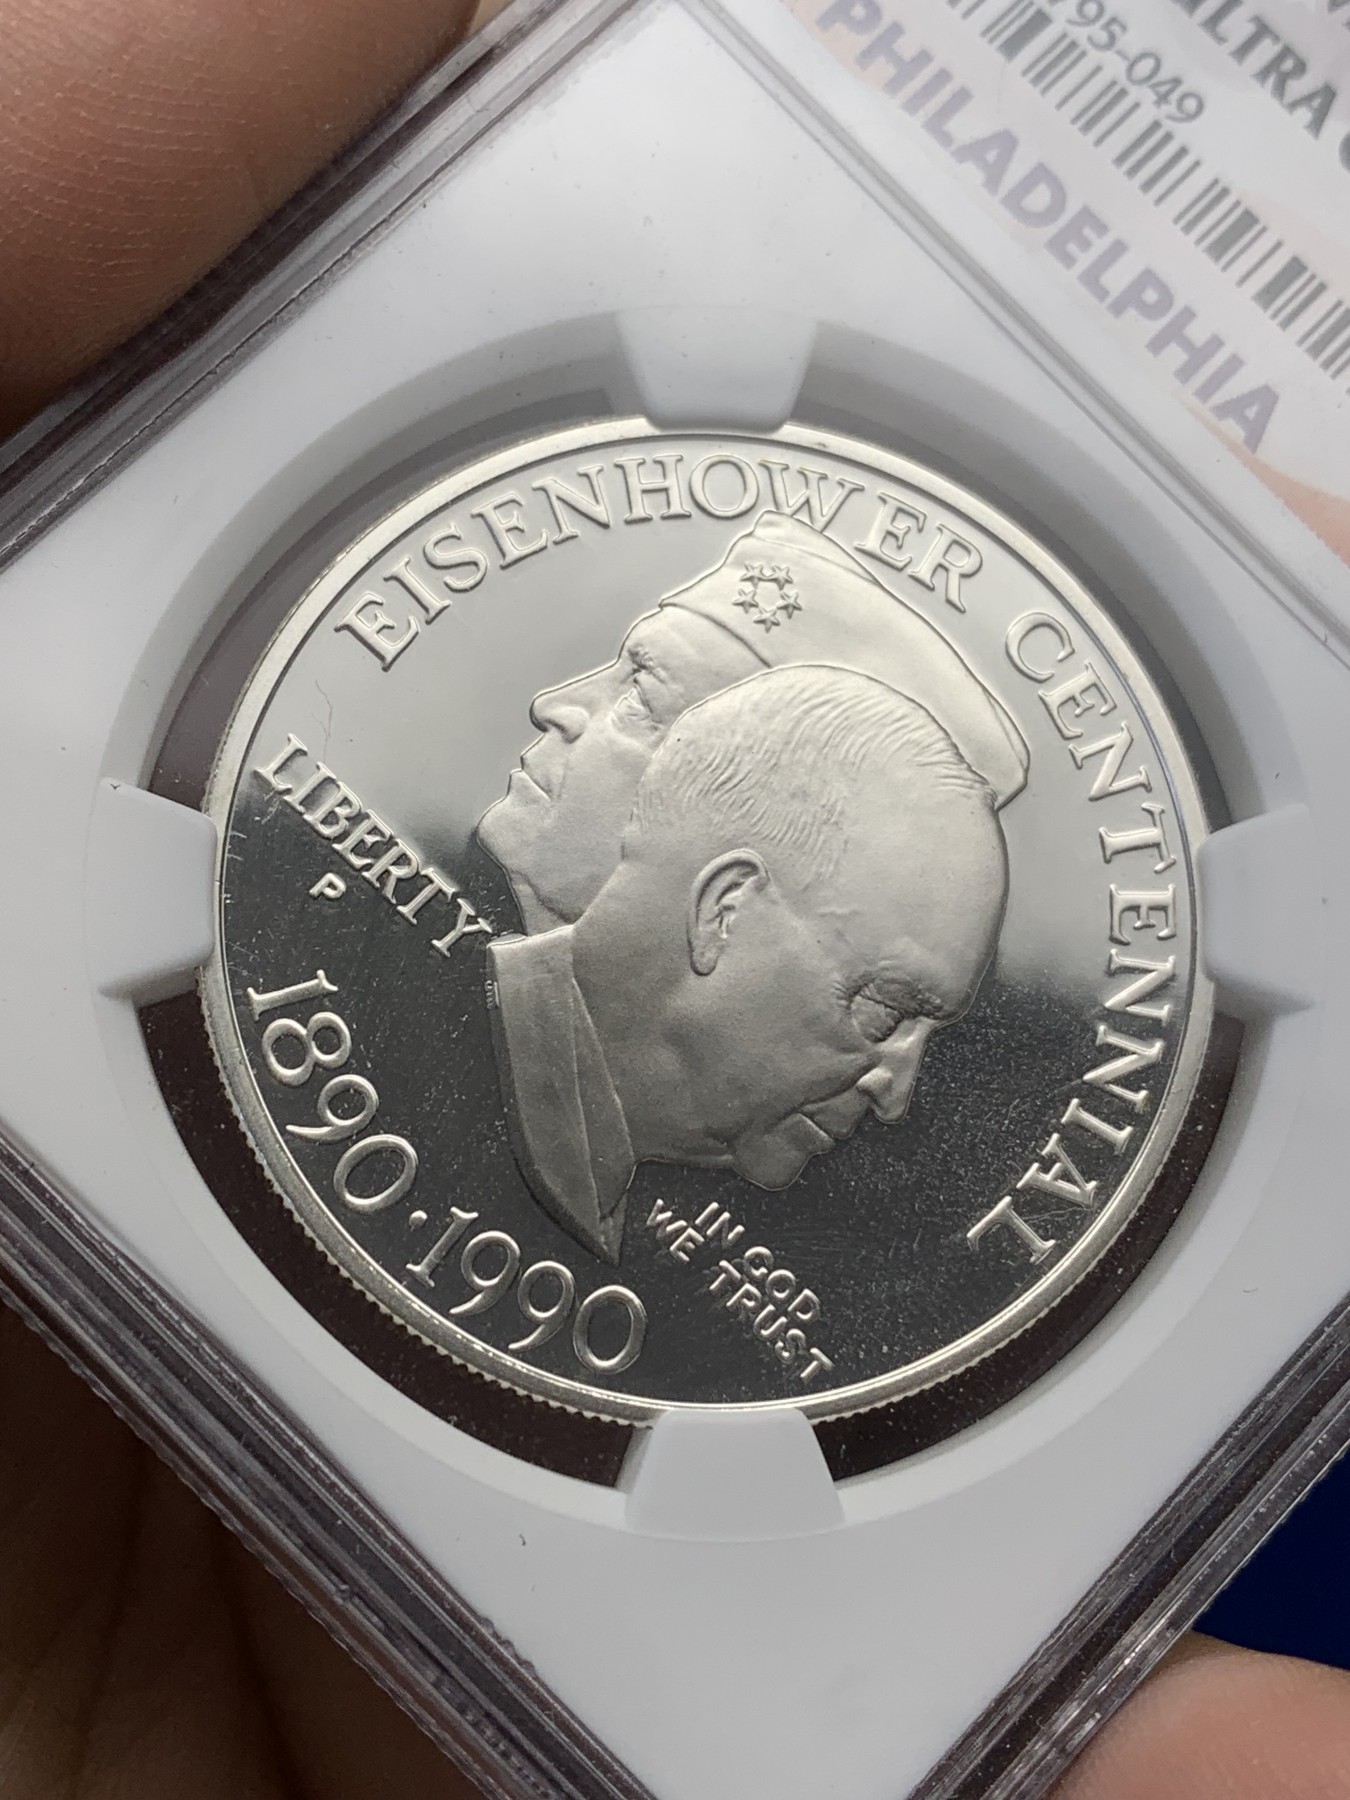 ULTRA
795-049
PHILADELPHIA
EISENHOWER CENTENNIAL
LIBERTY
P
1890·1990
IN GOD
WE TRUST